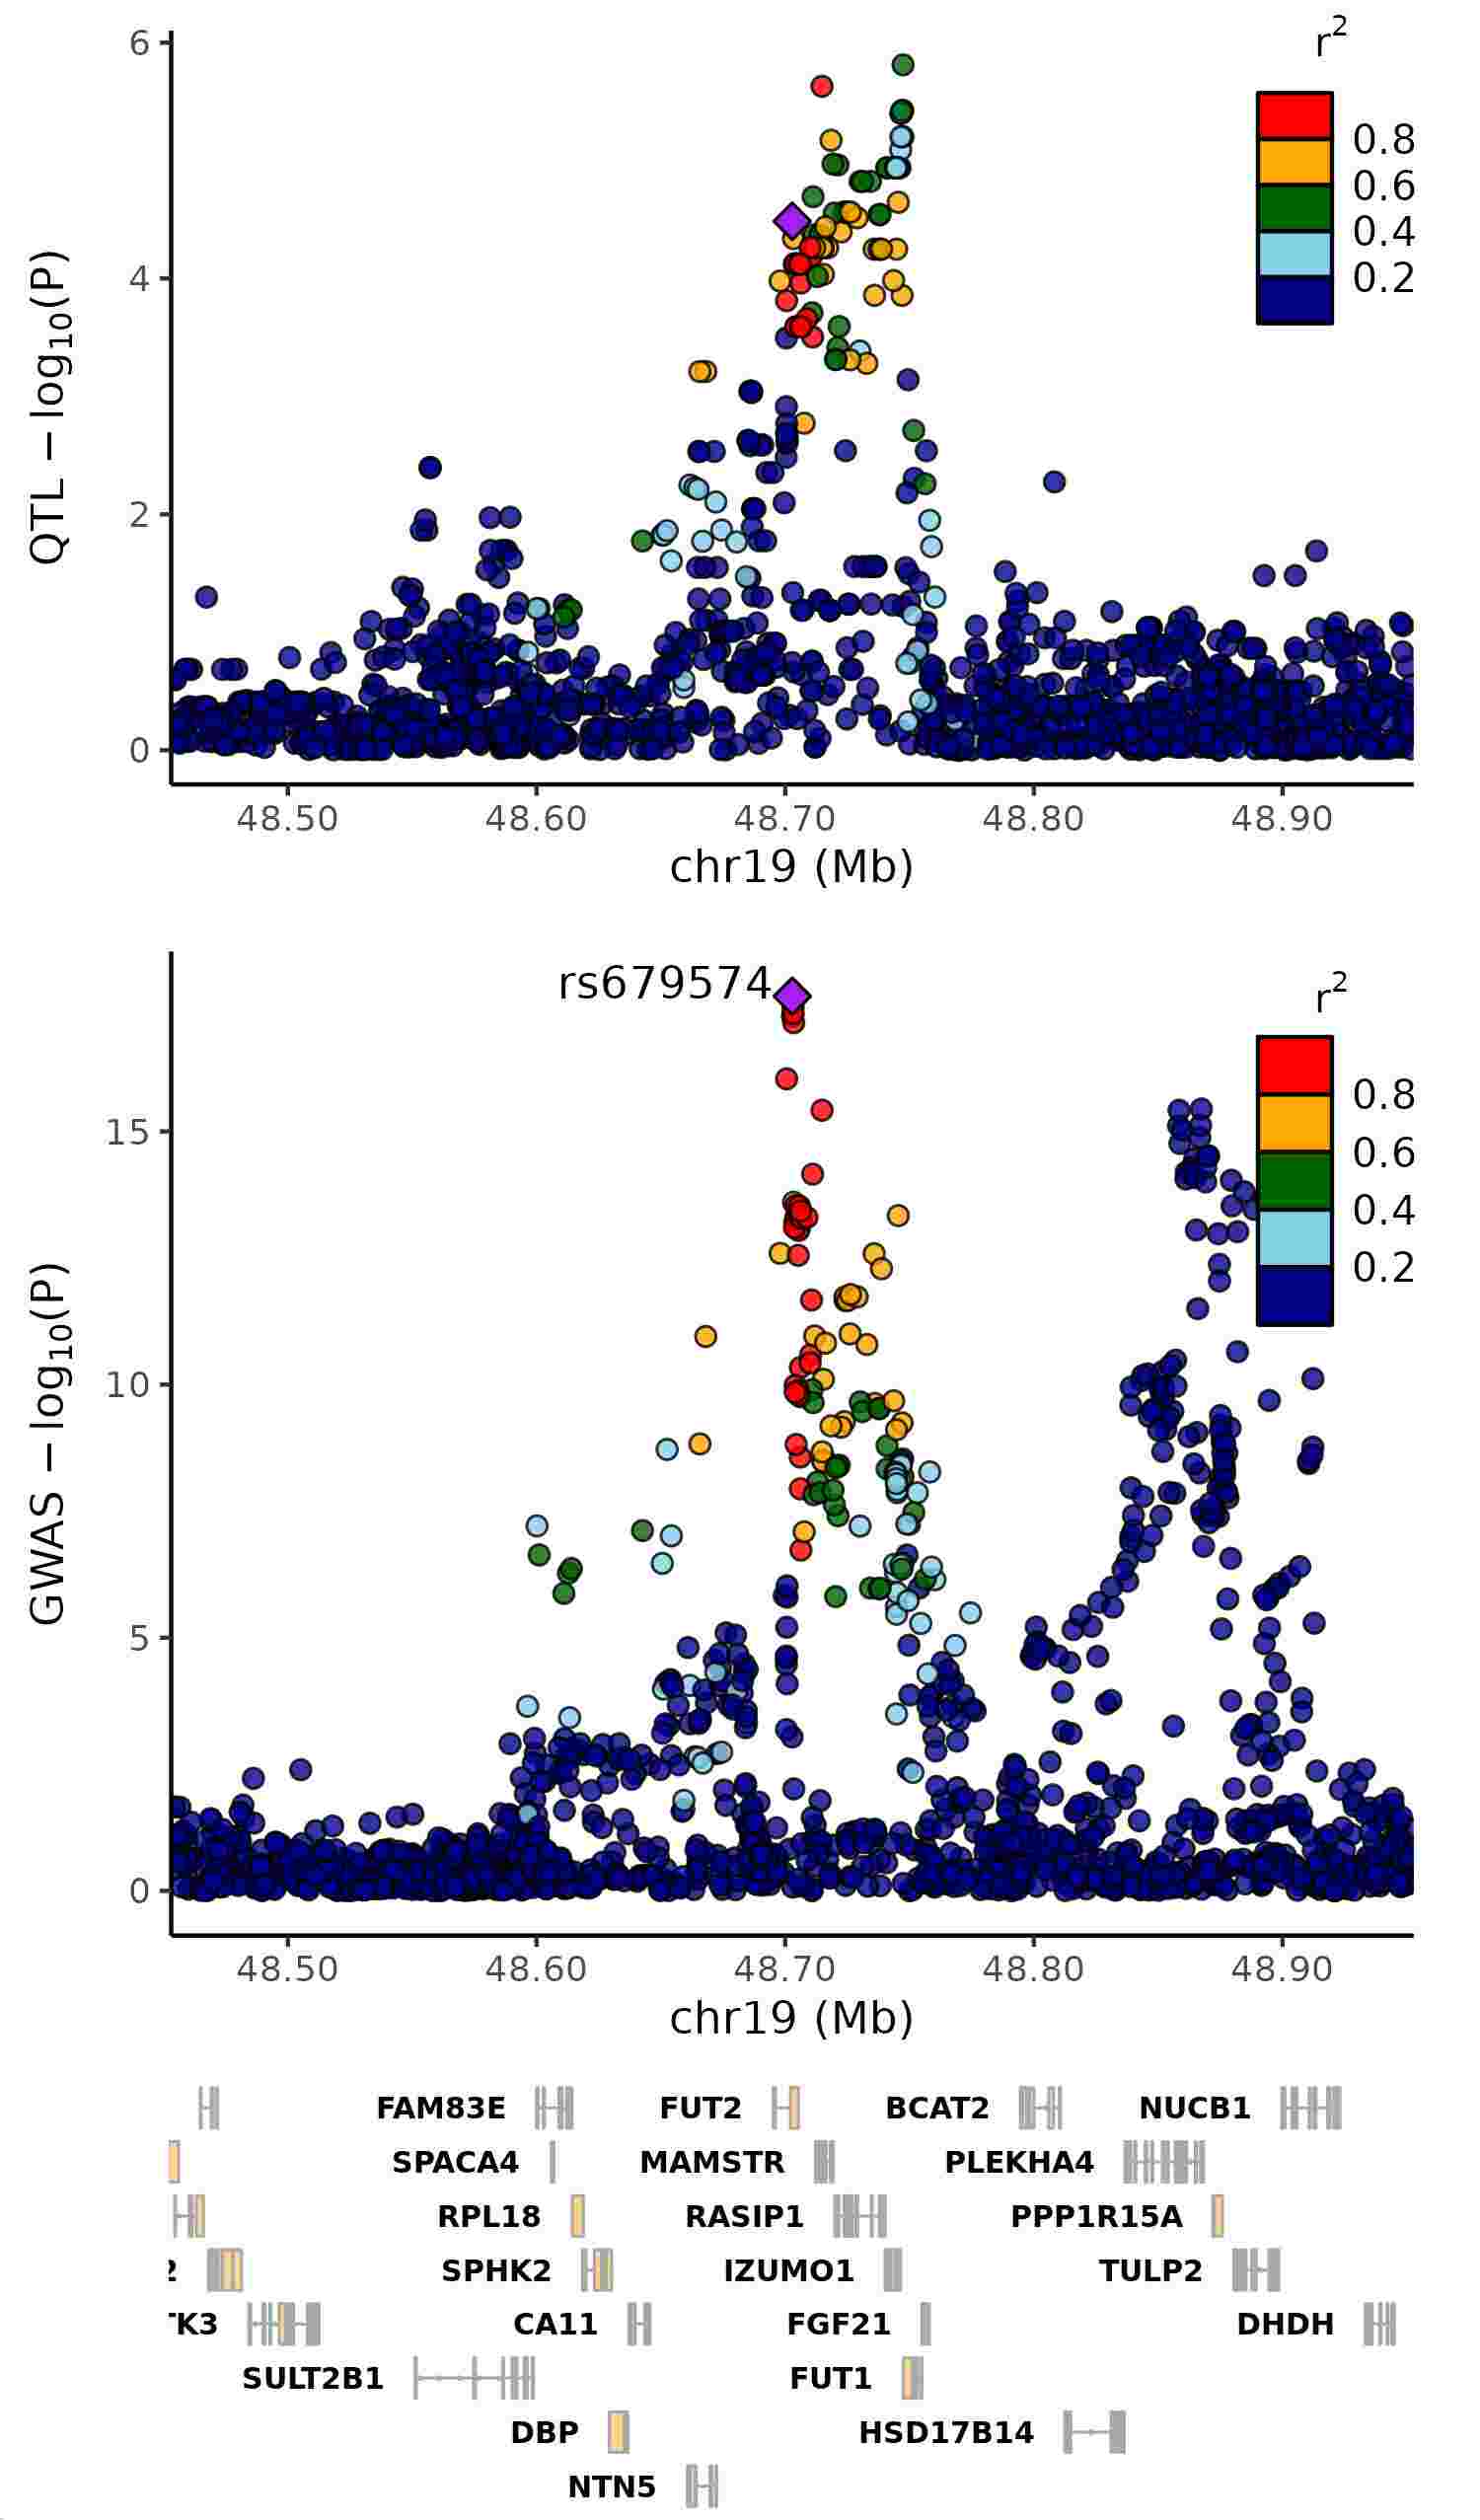 r2
6
4
2
0
QTL − log10(P)
0.8
0.6
0.4
0.2
48.50 48.60 48.70 48.80 48.90
chr19 (Mb)
rs679574
r2
15
10
5
0
GWAS − log10(P)
0.8
0.6
0.4
0.2
48.50 48.60 48.70 48.80 48.90
chr19 (Mb)
FAM83E FUT2 BCAT2 NUCB1
SPACA4 MAMSTR PLEKHA4
RPL18 RASIP1 PPP1R15A
SPHK2 IZUMO1 TULP2
TK3 CA11 FGF21 DHDH
SULT2B1 FUT1
DBP HSD17B14
NTN5